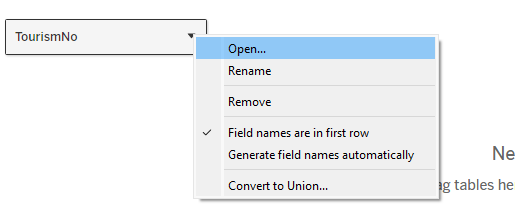 TourismNo
Open...
Rename
Remove
Field names are in first row
Ne
Generate field names automatically
ag tables he
Convert to Union...